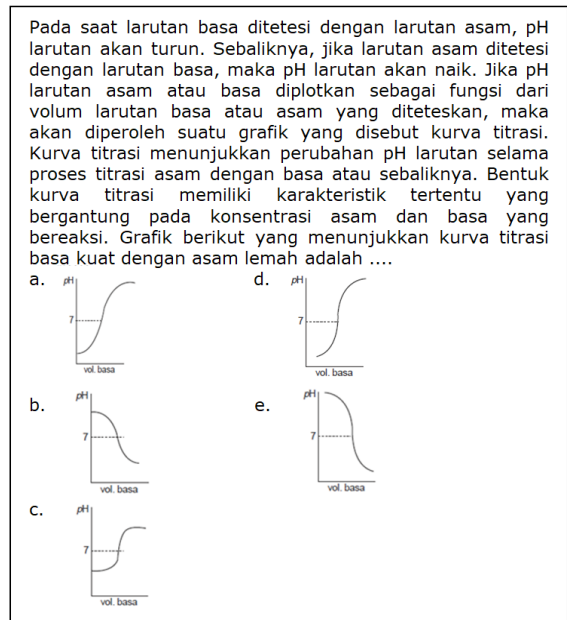 Pada saat larutan basa ditetesi dengan larutan asam, pH
larutan akan turun. Sebaliknya, jika larutan asam ditetesi
dengan larutan basa, maka pH larutan akan naik. Jika pH
larutan asam atau basa diplotkan sebagai fungsi dari
volum larutan basa atau asam yang diteteskan, maka
akan diperoleh suatu grafik yang disebut kurva titrasi.
Kurva titrasi menunjukkan perubahan pH larutan selama
proses titrasi asam dengan basa atau sebaliknya. Bentuk
kurva titrasi memiliki karakteristik tertentu yang
bergantung pada konsentrasi asam dan basa yang
bereaksi. Grafik berikut yang menunjukkan kurva titrasi
basa kuat dengan asam lemah adalah ....
a.
pH
7
vol. basa
b.
pH
7
vol. basa
c.
pH
7
vol. basa
d.
pH
7
vol. basa
e.
pH
7
vol. basa